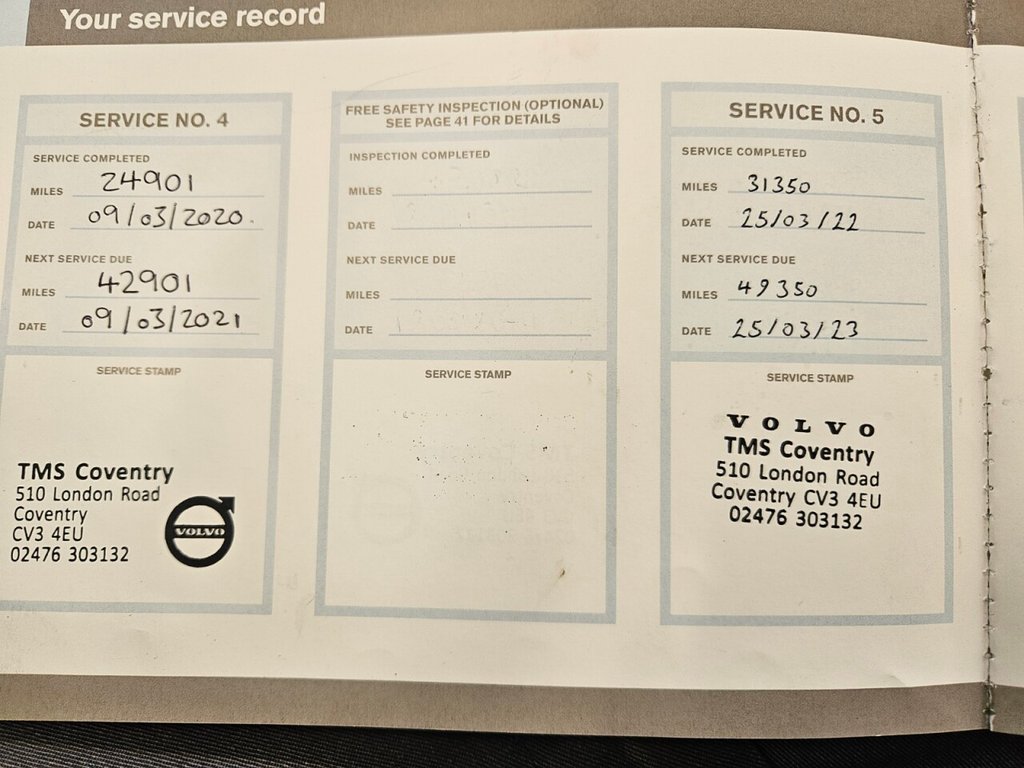 Your service record
SERVICE NO. 4
SERVICE COMPLETED
MILES 24901
DATE 09/03/2020.
NEXT SERVICE DUE
MILES 42901
DATE 09/03/2021
SERVICE STAMP
TMS Coventry
510 London Road
Coventry
CV3 4EU
02476 303132
VOLVO
FREE SAFETY INSPECTION (OPTIONAL)
SEE PAGE 41 FOR DETAILS
INSPECTION COMPLETED
MILES
DATE
NEXT SERVICE DUE
MILES
DATE
SERVICE STAMP
SERVICE NO. 5
SERVICE COMPLETED
MILES 31350
DATE 25/03/22
NEXT SERVICE DUE
MILES 49350
DATE 25/03/23
SERVICE STAMP
VOLVO
TMS Coventry
510 London Road
Coventry CV3 4EU
02476 303132